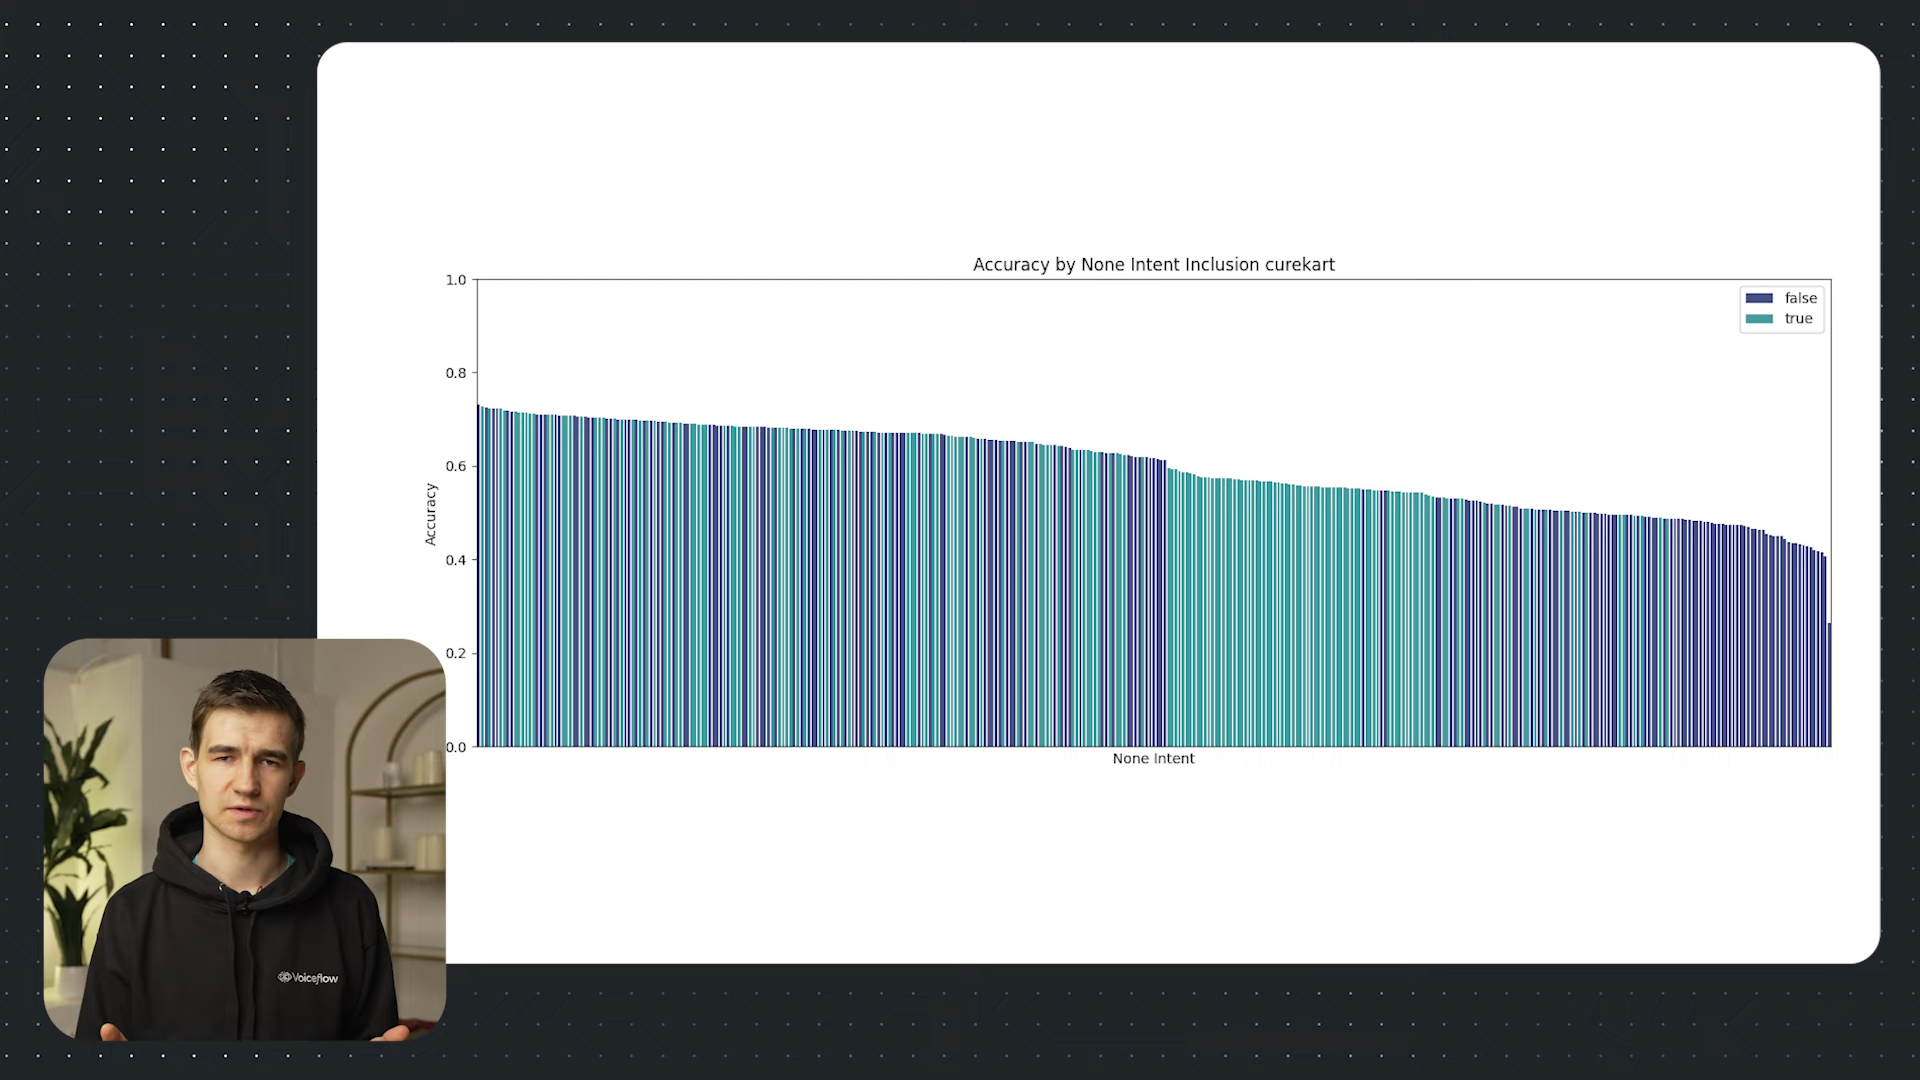 Accuracy by None Intent Inclusion curekart
1.0
0.8
0.6
0.4
0.2
0.0
Accuracy
false
true
None Intent
Voiceflow